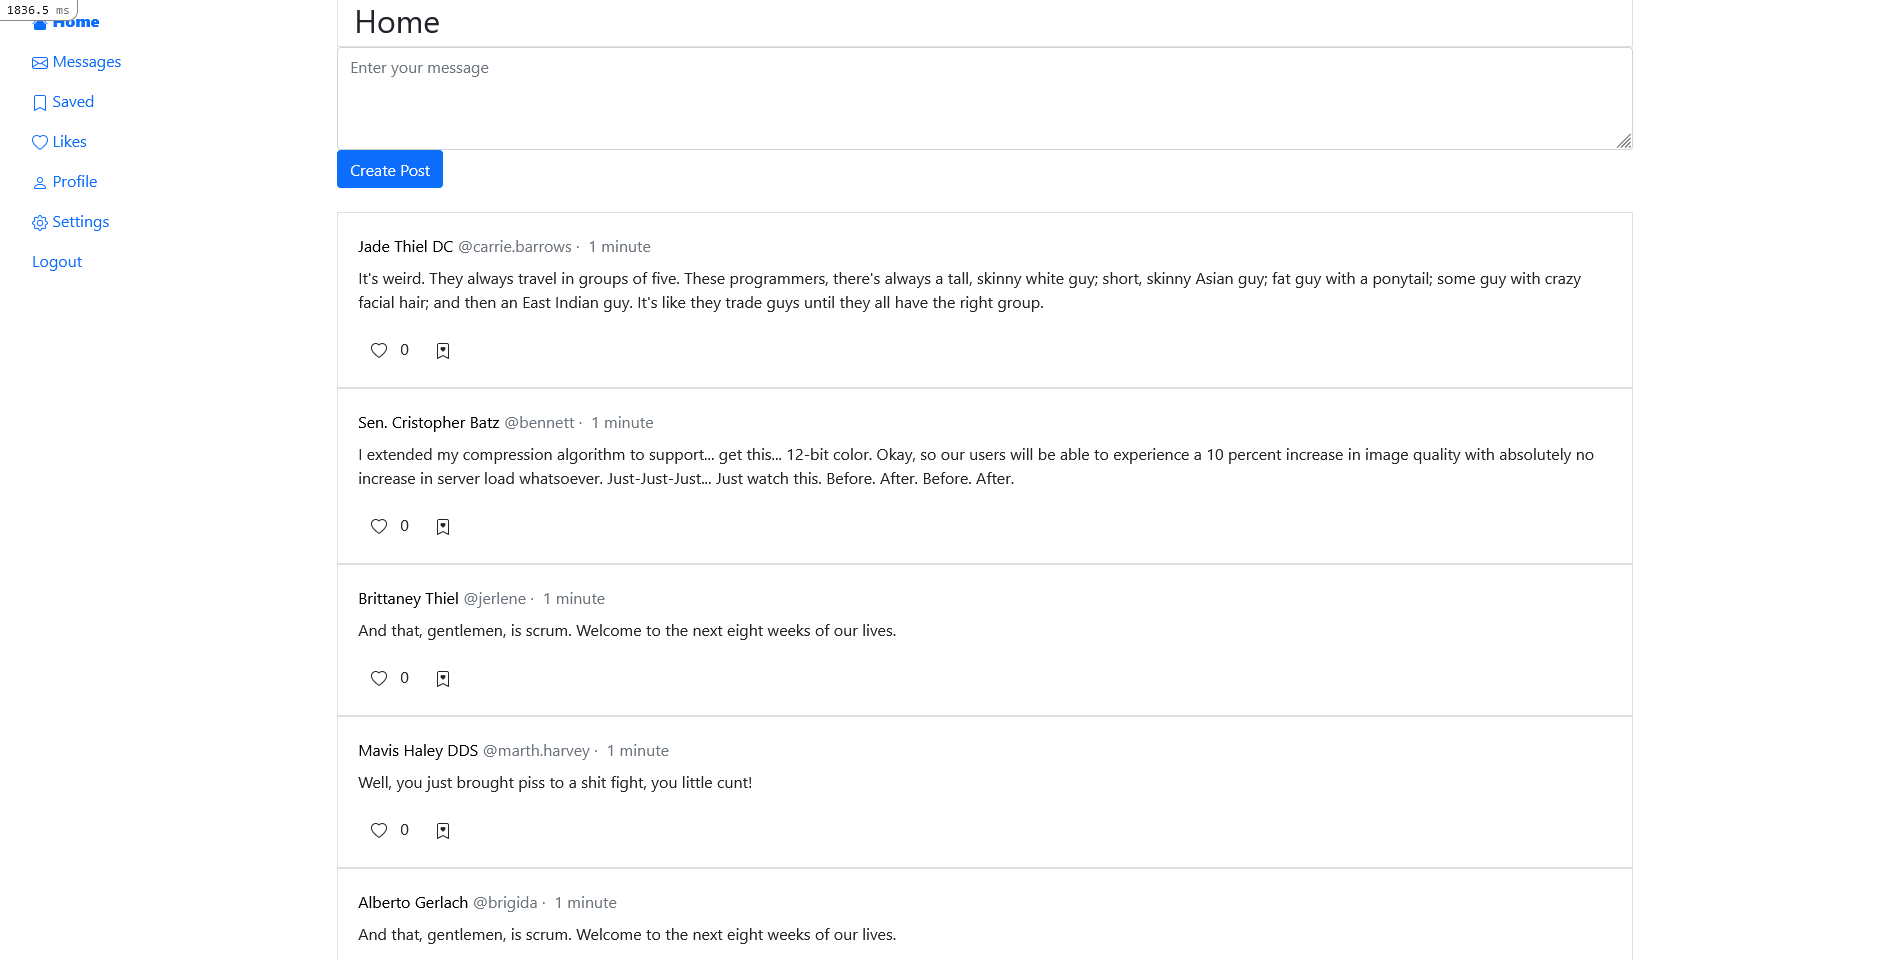 1836.5 ms
Home
Messages
Saved
Likes
Profile
Settings
Logout
Home
Enter your message
Create Post
Jade Thiel DC @carrie.barrows · 1 minute
It's weird. They always travel in groups of five. These programmers, there's always a tall, skinny white guy; short, skinny Asian guy; fat guy with a ponytail; some guy with crazy
facial hair; and then an East Indian guy. It's like they trade guys until they all have the right group.
0
Sen. Cristopher Batz @bennett · 1 minute
I extended my compression algorithm to support... get this... 12-bit color. Okay, so our users will be able to experience a 10 percent increase in image quality with absolutely no
increase in server load whatsoever. Just-Just-Just... Just watch this. Before. After. Before. After.
0
Brittaney Thiel @jerlene · 1 minute
And that, gentlemen, is scrum. Welcome to the next eight weeks of our lives.
0
Mavis Haley DDS @marth.harvey · 1 minute
Well, you just brought piss to a shit fight, you little cunt!
0
Alberto Gerlach @brigida · 1 minute
And that, gentlemen, is scrum. Welcome to the next eight weeks of our lives.